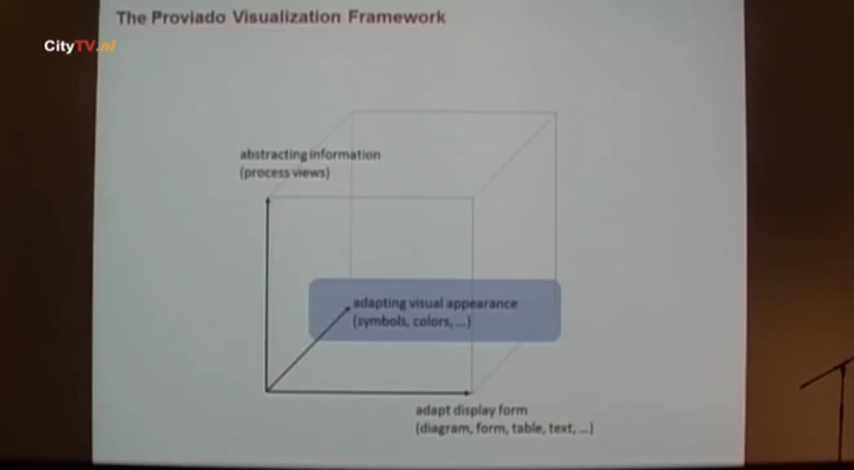 The Proviado Visualization Framework
CityTV.nl
abstracting information
(process views)
adapting visual appearance
(symbols, colors, ...)
adapt display form
(diagram, form, table, text, ...)